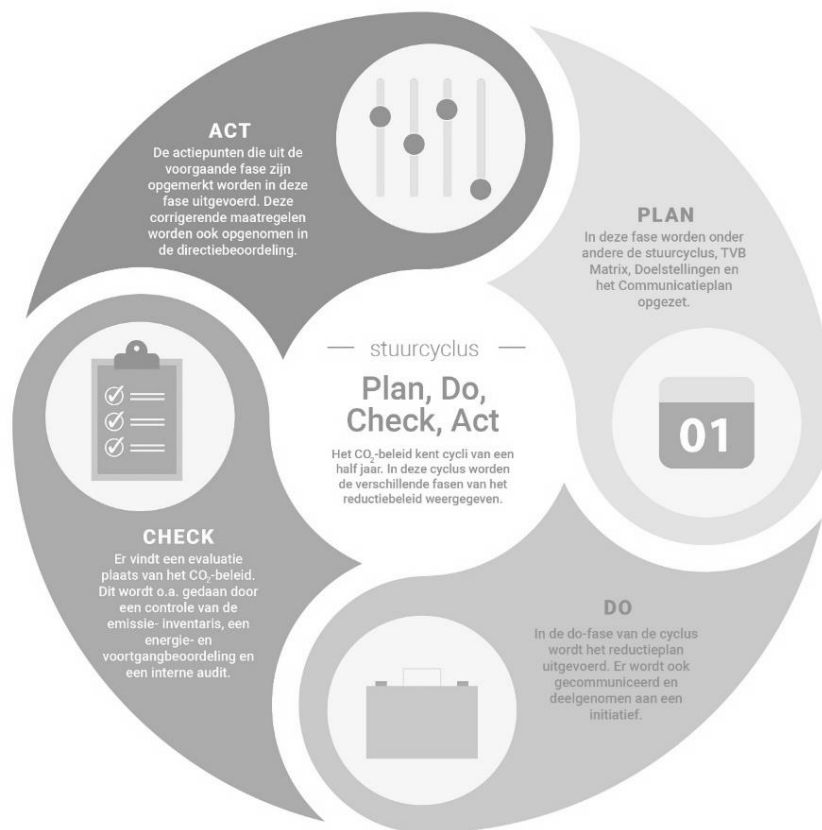 stuurcyclus
Plan, Do,
Check, Act
Het CO₂-beleid kent cycli van een
half jaar. In deze cyclus worden
de verschillende fasen van het
reductiebeleid weergegeven.
PLAN
In deze fase worden onder
andere de stuurcyclus, TVB
Matrix, Doelstellingen en
het Communicatieplan
opgezet.
01
DO
In de do-fase van de cyclus
wordt het reductieplan
uitgevoerd. Er wordt ook
gecommuniceerd en
deelgenomen aan een
initiatief.
CHECK
Er vindt een evaluatie
plaats van het CO₂-beleid.
Dit wordt o.a. gedaan door
een controle van de
emissie- inventaris, een
energie- en
voortgangbeoordeling en
een interne audit.
ACT
De actiepunten die uit de
voorgaande fase zijn
opgemerkt worden in deze
fase uitgevoerd. Deze
corrigerende maatregelen
worden ook opgenomen in
de directiebeoordeling.